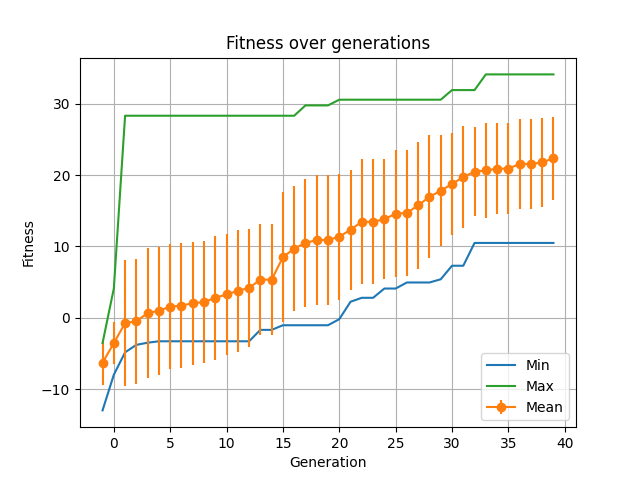 Fitness over generations
Fitness
30
20
10
0
−10
0 5 10 15 20 25 30 35 40
Generation
Min
Max
Mean